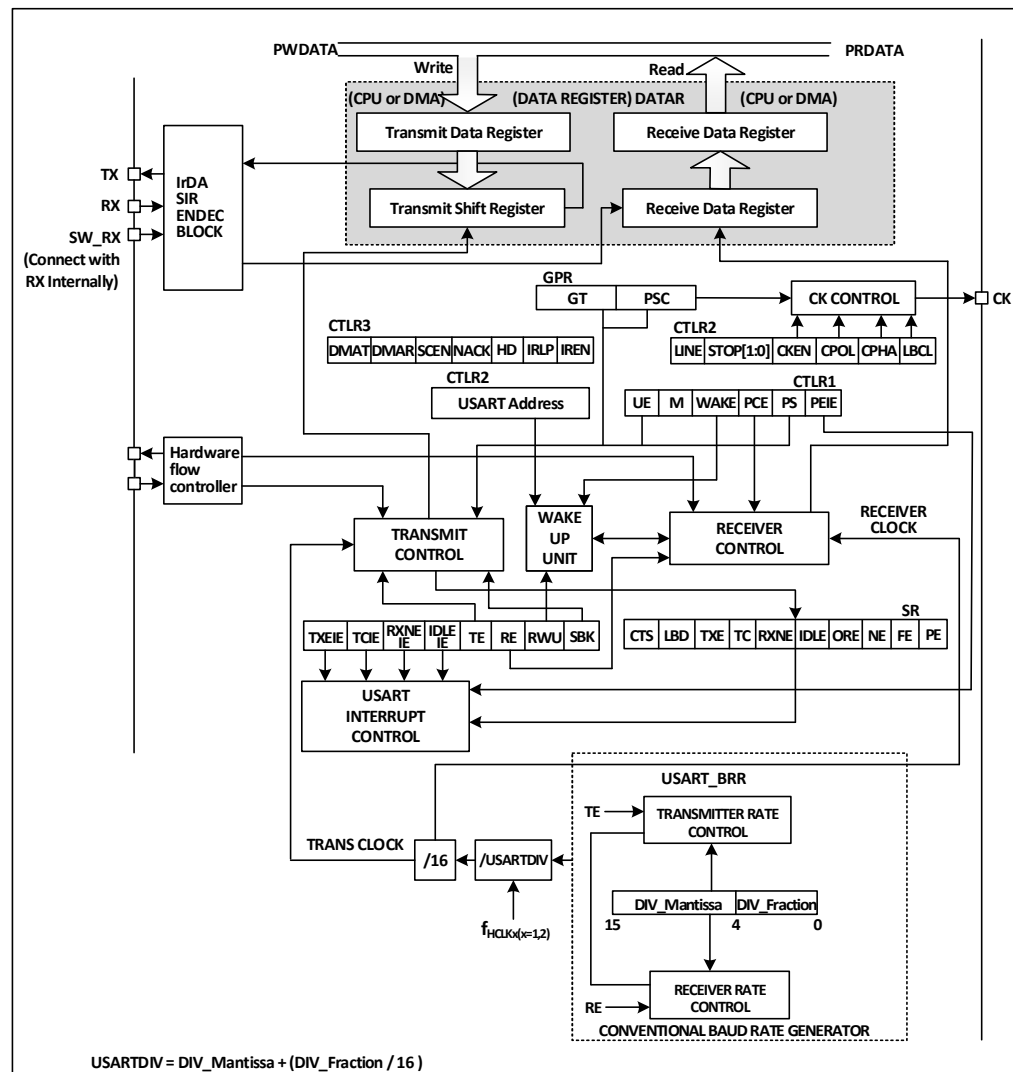 PWDATA
PRDATA
Write
Read
(CPU or DMA)
(DATA REGISTER) DATAR
(CPU or DMA)
Transmit Data Register
Receive Data Register
TX
IrDA
SIR
ENDEC
BLOCK
RX
Transmit Shift Register
Receive Data Register
SW_RX
(Connect with
RX Internally)
GPR
GT
PSC
CK CONTROL
CK
CTLR3
DMAT
DMAR
SCEN
NACK
HD
IRLP
IREN
CTLR2
LINE
STOP[1:0]
CKEN
CPOL
CPHA
LBCL
CTLR2
USART Address
CTLR1
UE
M
WAKE
PCE
PS
PEIE
Hardware
flow
controller
TRANSMIT
CONTROL
WAKE
UP
UNIT
RECEIVER
CONTROL
RECEIVER
CLOCK
TXEIE
TCIE
RXNE
IE
IDLE
IE
TE
RE
RWU
SBK
SR
CTS
LBD
TXE
TC
RXNE
IDLE
ORE
NE
FE
PE
USART
INTERRUPT
CONTROL
USART_BRR
TE
TRANSMITTER RATE
CONTROL
TRANS CLOCK
/16
/USARTDIV
fHCLKx(x=1,2)
DIV_Mantissa
DIV_Fraction
15
4
0
RE
RECEIVER RATE
CONTROL
CONVENTIONAL BAUD RATE GENERATOR
USARTDIV = DIV_Mantissa + (DIV_Fraction / 16 )